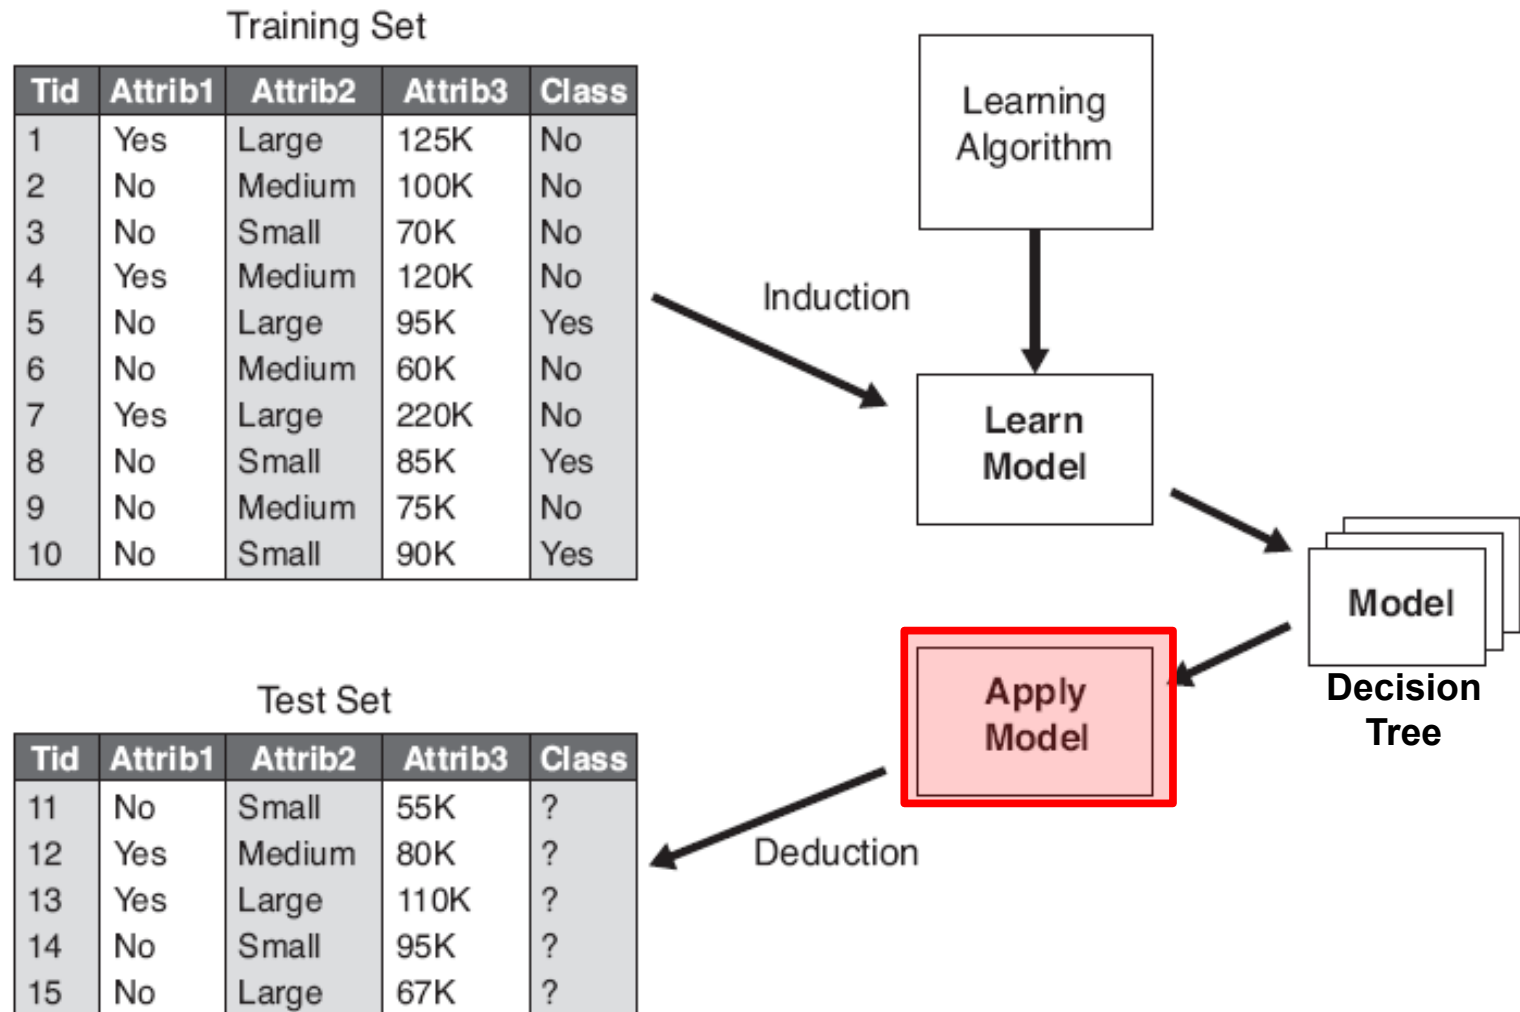 Training Set
Tid Attrib1 Attrib2 Attrib3 Class
1 Yes Large 125K No
2 No Medium 100K No
3 No Small 70K No
4 Yes Medium 120K No
5 No Large 95K Yes
6 No Medium 60K No
7 Yes Large 220K No
8 No Small 85K Yes
9 No Medium 75K No
10 No Small 90K Yes
Learning
Algorithm
Induction
Learn
Model
Model
Decision
Tree
Apply
Model
Deduction
Test Set
Tid Attrib1 Attrib2 Attrib3 Class
11 No Small 55K ?
12 Yes Medium 80K ?
13 Yes Large 110K ?
14 No Small 95K ?
15 No Large 67K ?